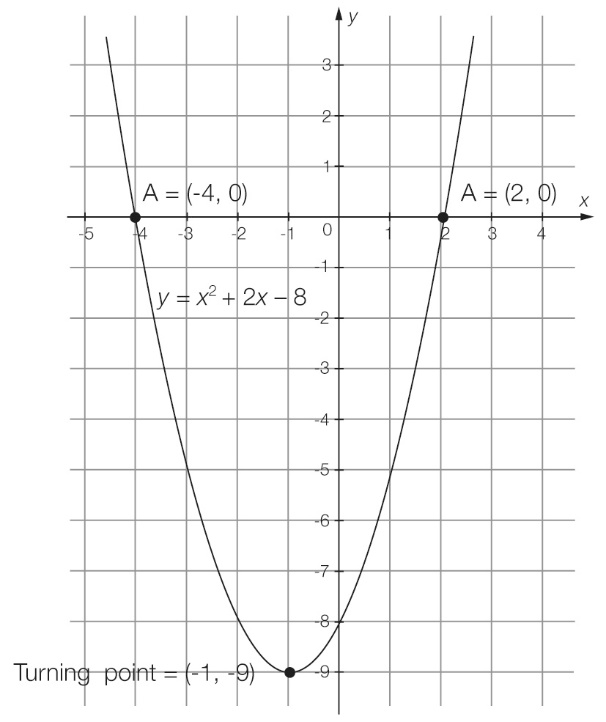 y
3
2
1
A = (-4, 0)
A = (2, 0)
x
-5 -4 -3 -2 -1 0 1 2 3 4
-1
y = x² + 2x – 8
-2
-3
-4
-5
-6
-7
-8
Turning point = (-1, -9)
-9